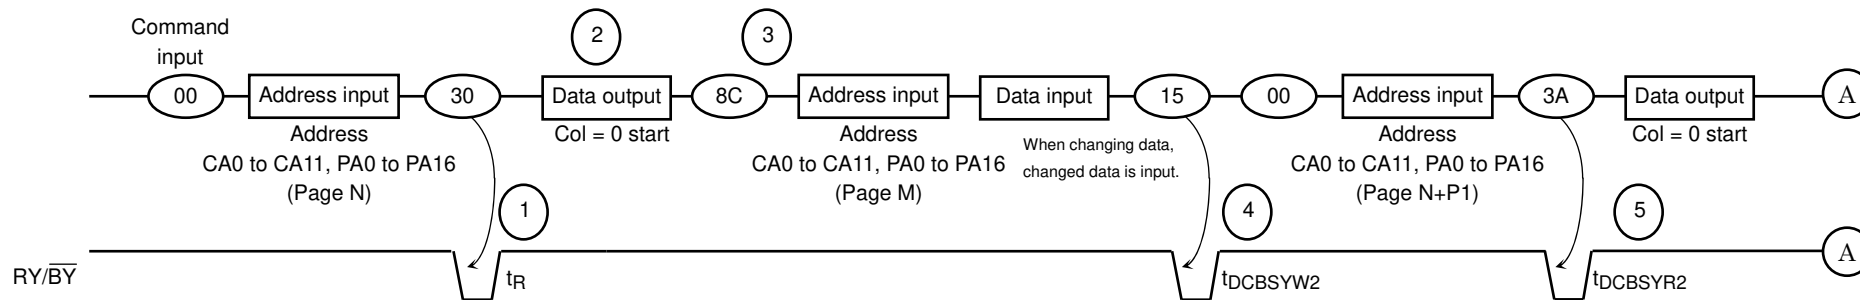 Command
input
2
3
00
Address input
30
Data output
8C
Address input
Data input
15
00
Address input
3A
Data output
A
Address
CA0 to CA11, PA0 to PA16
(Page N)
Col = 0 start
Address
CA0 to CA11, PA0 to PA16
(Page M)
When changing data,
changed data is input.
Address
CA0 to CA11, PA0 to PA16
(Page N+P1)
Col = 0 start
1
4
5
RY/BY
tR
tDCBSYW2
tDCBSYR2
A